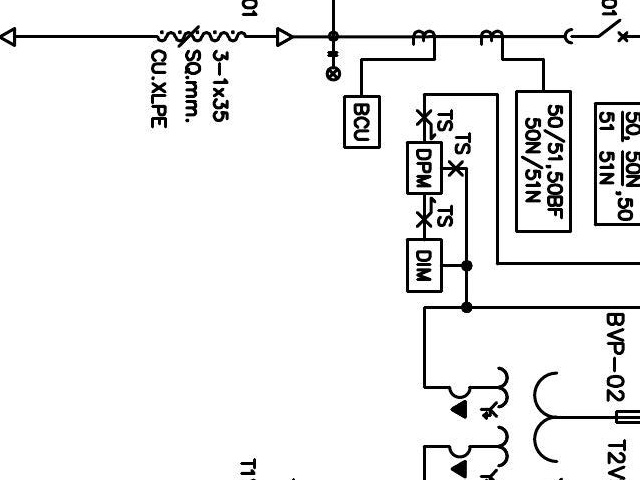 01
01
3-1x35
SQ.mm.
CU.XLPE
BCU
TS
TS
DPM
TS
DIM
50/51,50BF
50N/51N
50, 50N ,50
51 51N
BVP-02
T2V
T1